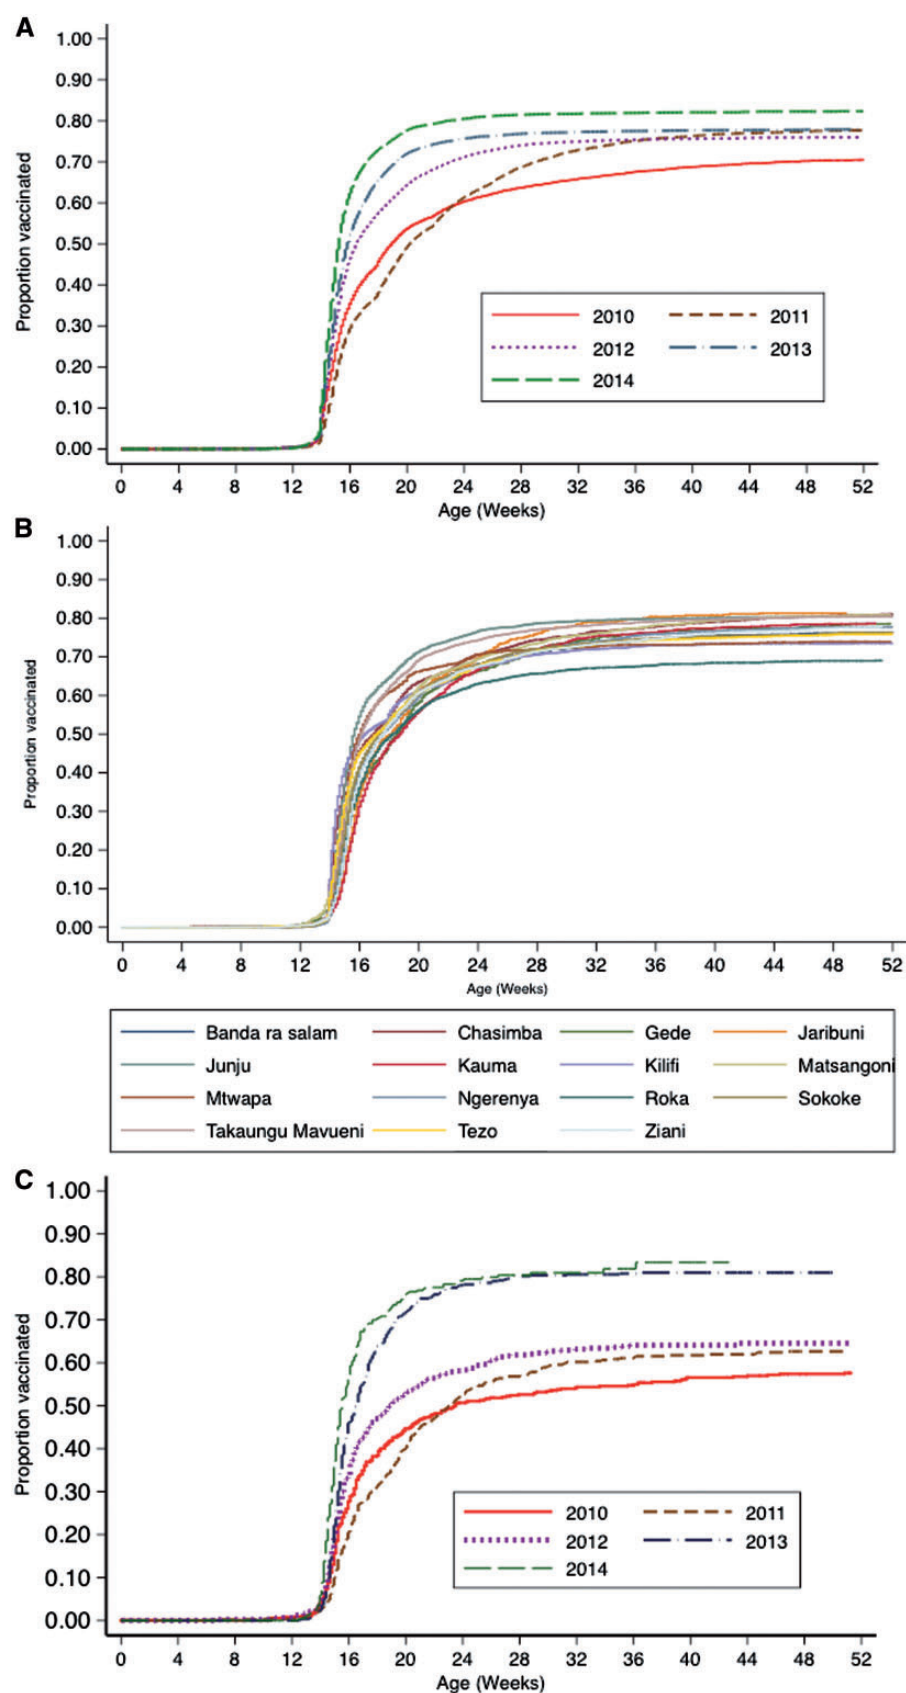 A
1.00
0.90
0.80
0.70
0.60
0.50
0.40
0.30
0.20
0.10
0.00
Proportion vaccinated
2010 2011
2012 2013
2014
0 4 8 12 16 20 24 28 32 36 40 44 48 52
Age (Weeks)
B
1.00
0.90
0.80
0.70
0.60
0.50
0.40
0.30
0.20
0.10
0.00
Proportion vaccinated
0 4 8 12 16 20 24 28 32 36 40 44 48 52
Age (Weeks)
Banda ra salam Chasimba Gede Jaribuni
Junju Kauma Kilifi Matsangoni
Mtwapa Ngerenya Roka Sokoke
Takaungu Mavueni Tezo Ziani
C
1.00
0.90
0.80
0.70
0.60
0.50
0.40
0.30
0.20
0.10
0.00
Proportion vaccinated
2010 2011
2012 2013
2014
0 4 8 12 16 20 24 28 32 36 40 44 48 52
Age (Weeks)